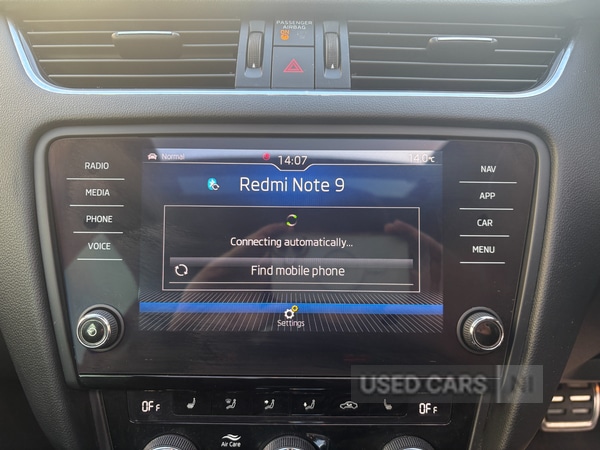 PASSENGER
AIRBAG
ON
RADIO
MEDIA
PHONE
VOICE
Normal
14:07
14.0°C
Redmi Note 9
Connecting automatically...
Find mobile phone
Settings
NAV
APP
CAR
MENU
USED CARS NI
OFF
OFF
Air Care